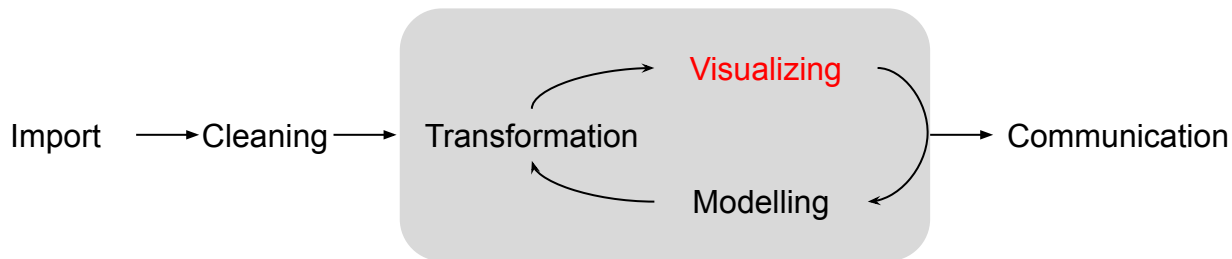 Visualizing
Import
Cleaning
Transformation
Communication
Modelling